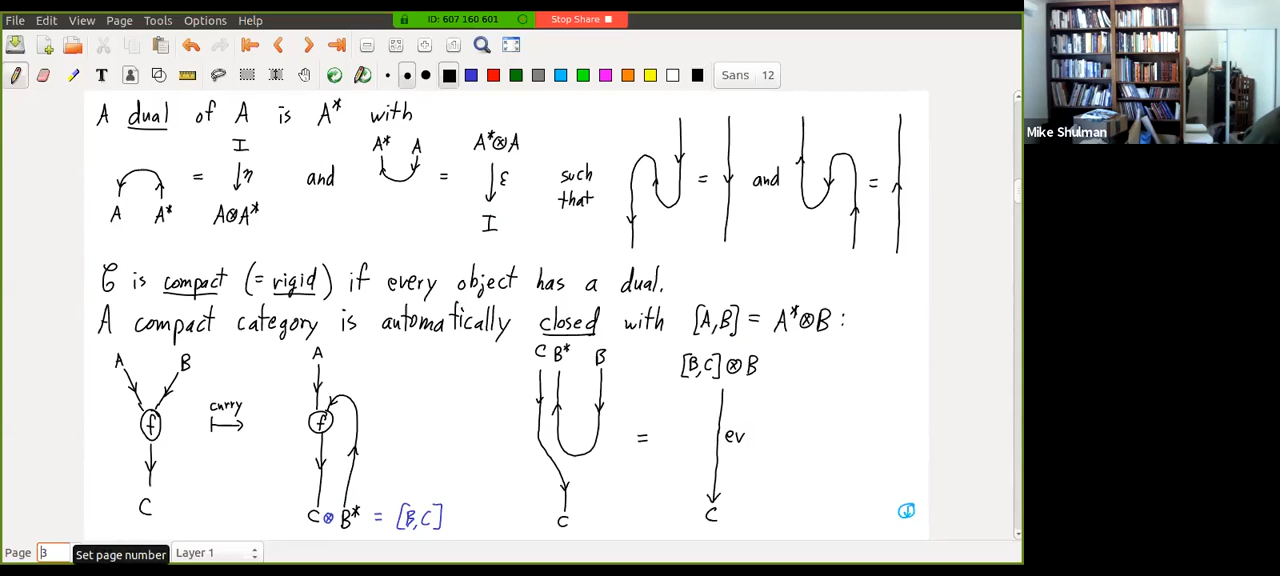 File Edit View Page Tools Options Help
ID: 607 160 601 Stop Share
Sans 12
Mike Shulman
A dual of A is A* with
I A* A A*⊗A
= ↓η and = ↓ε such that = and =
A A* A⊗A* I
C is compact (= rigid) if every object has a dual.
A compact category is automatically closed with [A,B] = A*⊗B:
A B A C B* B [B,C]⊗B
f curry ↦ f = ev
C C⊗B* = [B,C] C C
Page 3 Set page number Layer 1